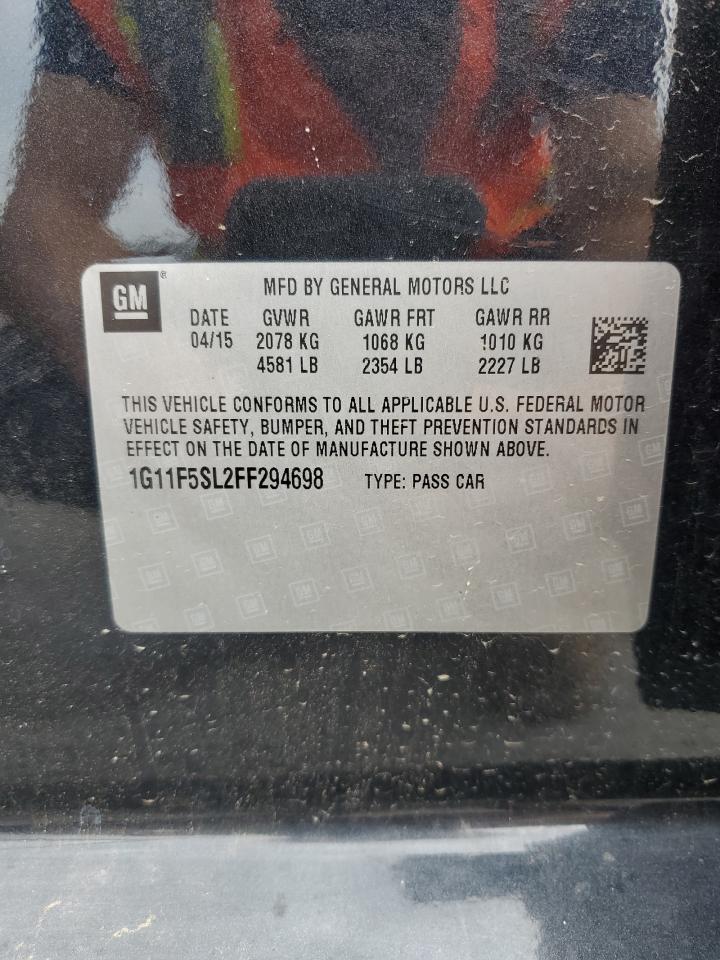 GM ®
MFD BY GENERAL MOTORS LLC
DATE GVWR GAWR FRT GAWR RR
04/15 2078 KG 1068 KG 1010 KG
4581 LB 2354 LB 2227 LB
THIS VEHICLE CONFORMS TO ALL APPLICABLE U.S. FEDERAL MOTOR
VEHICLE SAFETY, BUMPER, AND THEFT PREVENTION STANDARDS IN
EFFECT ON THE DATE OF MANUFACTURE SHOWN ABOVE.
1G11F5SL2FF294698 TYPE: PASS CAR